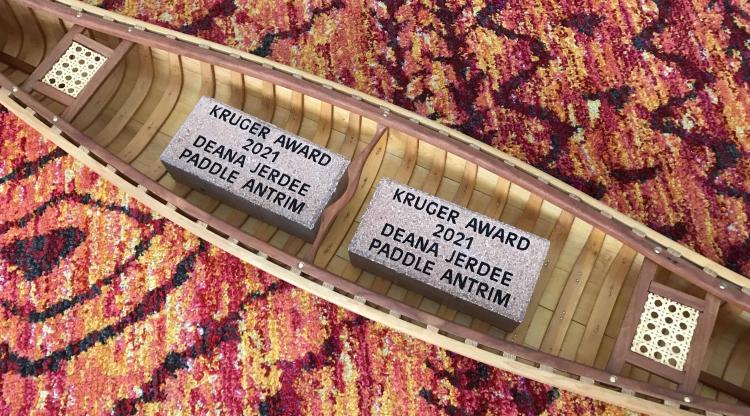 KRUGER AWARD
2021
DEANA JERDEE
PADDLE ANTRIM
KRUGER AWARD
2021
DEANA JERDEE
PADDLE ANTRIM